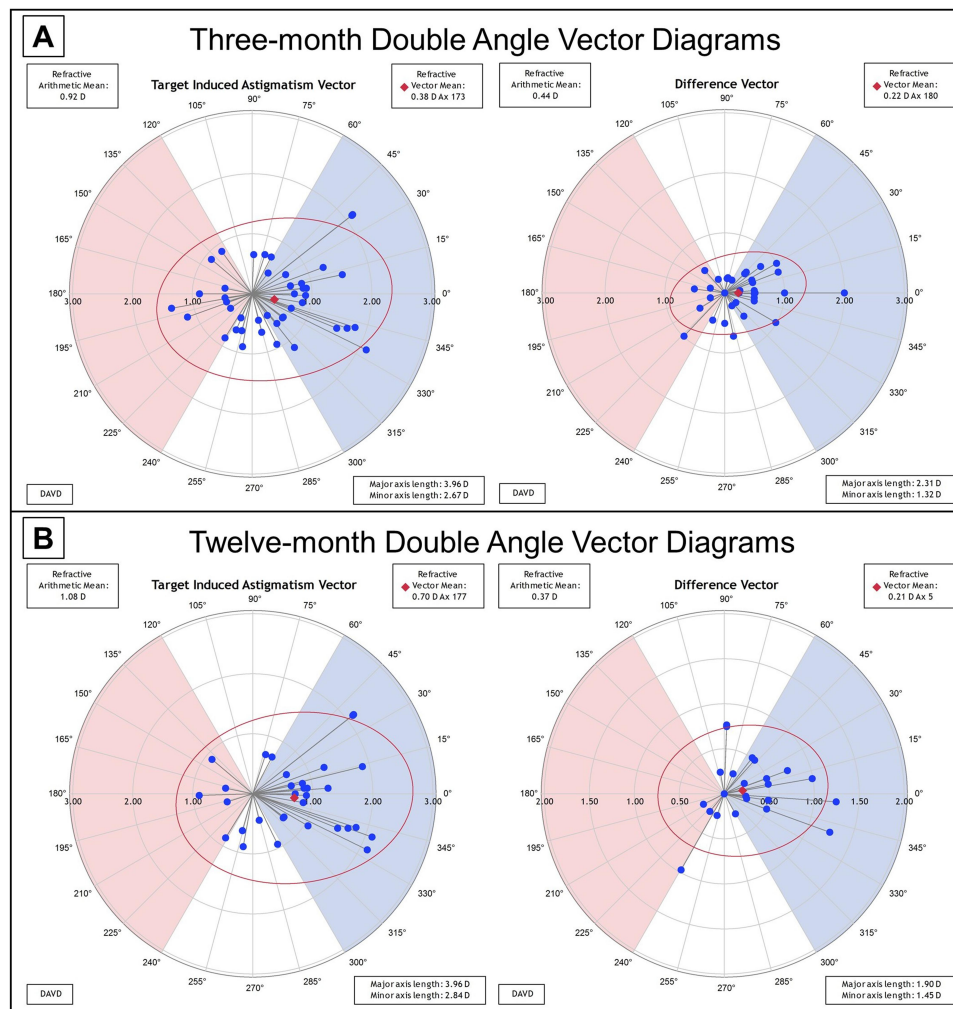 A
Three-month Double Angle Vector Diagrams
Refractive
Arithmetic Mean:
0.92 D
Target Induced Astigmatism Vector
Refractive
Vector Mean:
0.38 D Ax 173
90°
105°
75°
120°
60°
135°
45°
150°
30°
165°
15°
180°
3.00
2.00
1.00
1.00
2.00
3.00
0°
195°
345°
210°
330°
225°
315°
240°
300°
255°
285°
270°
DAVD
Major axis length: 3.96 D
Minor axis length: 2.67 D
Refractive
Arithmetic Mean:
0.44 D
Difference Vector
Refractive
Vector Mean:
0.22 D Ax 180
90°
105°
75°
120°
60°
135°
45°
150°
30°
165°
15°
180°
3.00
2.00
1.00
1.00
2.00
3.00
0°
195°
345°
210°
330°
225°
315°
240°
300°
255°
285°
270°
DAVD
Major axis length: 2.31 D
Minor axis length: 1.32 D
B
Twelve-month Double Angle Vector Diagrams
Refractive
Arithmetic Mean:
1.08 D
Target Induced Astigmatism Vector
Refractive
Vector Mean:
0.70 D Ax 177
90°
105°
75°
120°
60°
135°
45°
150°
30°
165°
15°
180°
3.00
2.00
1.00
1.00
2.00
3.00
0°
195°
345°
210°
330°
225°
315°
240°
300°
255°
285°
270°
DAVD
Major axis length: 3.96 D
Minor axis length: 2.84 D
Refractive
Arithmetic Mean:
0.37 D
Difference Vector
Refractive
Vector Mean:
0.21 D Ax 5
90°
105°
75°
120°
60°
135°
45°
150°
30°
165°
15°
180°
2.00
1.50
1.00
0.50
0.50
1.00
1.50
2.00
0°
195°
345°
210°
330°
225°
315°
240°
300°
255°
285°
270°
DAVD
Major axis length: 1.90 D
Minor axis length: 1.45 D